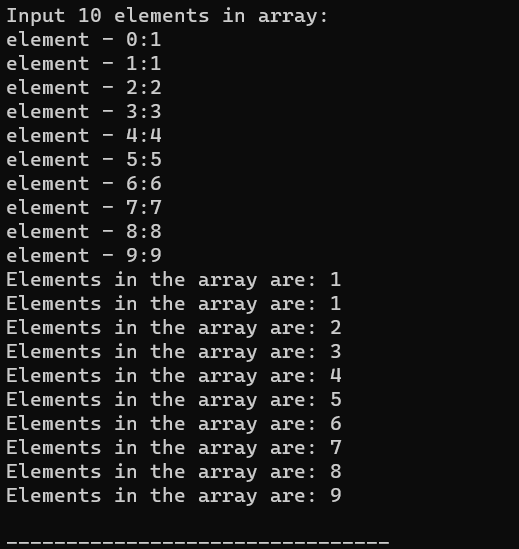 Input 10 elements in array:
element - 0:1
element - 1:1
element - 2:2
element - 3:3
element - 4:4
element - 5:5
element - 6:6
element - 7:7
element - 8:8
element - 9:9
Elements in the array are: 1
Elements in the array are: 1
Elements in the array are: 2
Elements in the array are: 3
Elements in the array are: 4
Elements in the array are: 5
Elements in the array are: 6
Elements in the array are: 7
Elements in the array are: 8
Elements in the array are: 9
--------------------------------